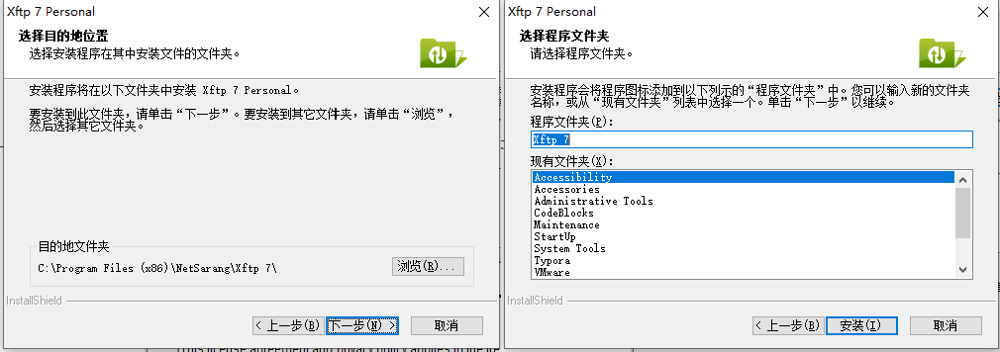 Xftp 7 Personal
选择目的地位置
选择安装程序在其中安装文件的文件夹。
安装程序将在以下文件夹中安装 Xftp 7 Personal。
要安装到此文件夹，请单击“下一步”。要安装到其它文件夹，请单击“浏览”，
然后选择其它文件夹。
目的地文件夹
C:\Program Files (x86)\NetSarang\Xftp 7\
浏览(R)...
InstallShield
< 上一步(B)
下一步(N) >
取消
Xftp 7 Personal
选择程序文件夹
请选择程序文件夹。
安装程序会将程序图标添加到以下列示的“程序文件夹”中。您可以输入新的文件夹
名称，或从“现有文件夹”列表中选择一个。单击“下一步”以继续。
程序文件夹(P)：
Xftp 7
现有文件夹(X)：
Accessibility
Accessories
Administrative Tools
CodeBlocks
Maintenance
StartUp
System Tools
Typora
VMware
InstallShield
< 上一步(B)
安装(I)
取消